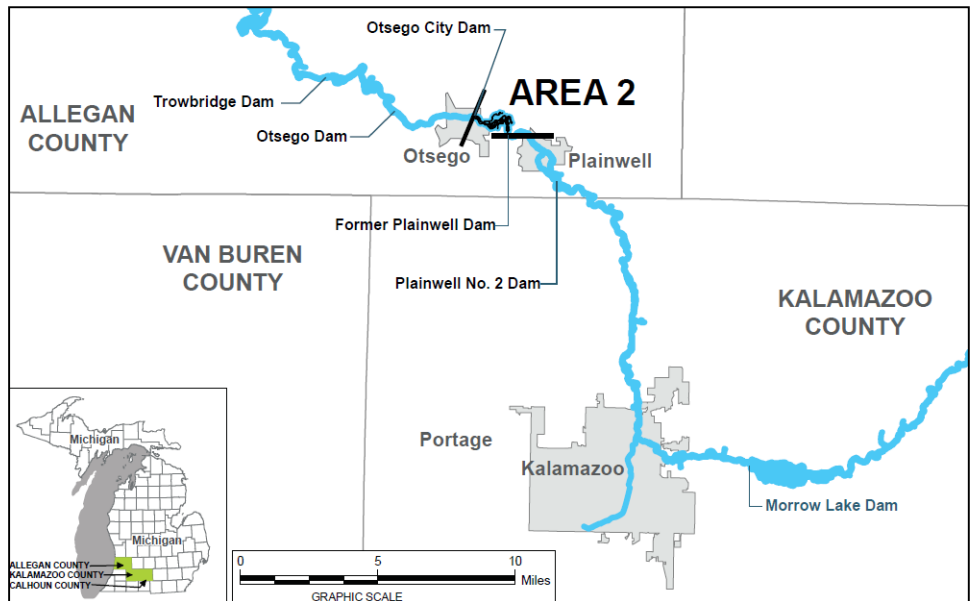 Otsego City Dam
AREA 2
Trowbridge Dam
ALLEGAN
COUNTY
Otsego Dam
Otsego
Plainwell
Former Plainwell Dam
VAN BUREN
COUNTY
Plainwell No. 2 Dam
KALAMAZOO
COUNTY
Portage
Kalamazoo
Morrow Lake Dam
Michigan
Michigan
ALLEGAN COUNTY
KALAMAZOO COUNTY
CALHOUN COUNTY
0 5 10
Miles
GRAPHIC SCALE